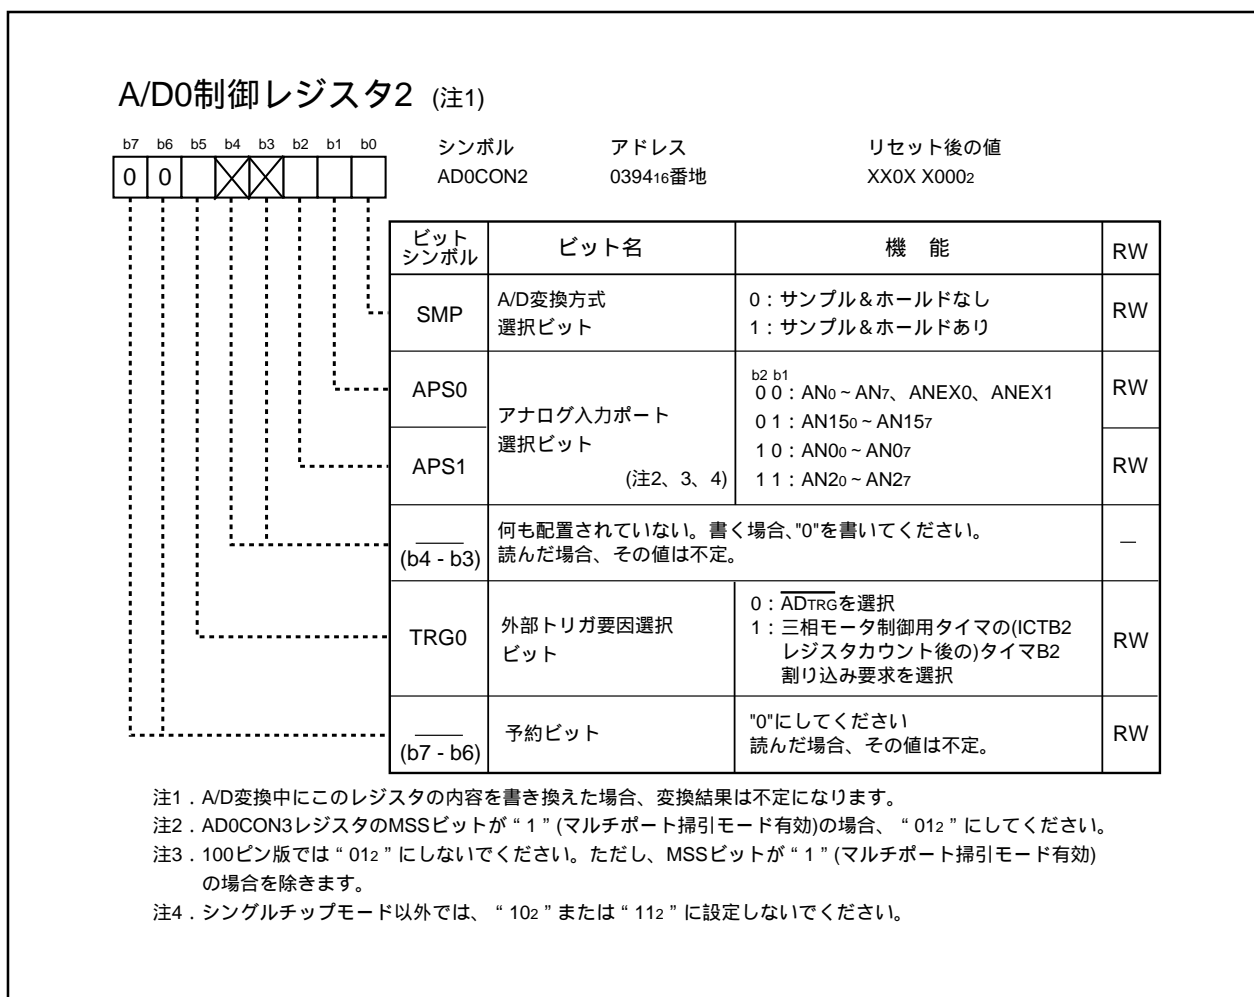 A/D0制御レジスタ2 (注1)
b7 b6 b5 b4 b3 b2 b1 b0
0 0
シンボル アドレス リセット後の値
AD0CON2 039416番地 XX0X X0002
ビットシンボル ビット名 機 能 RW
SMP
A/D変換方式
選択ビット
0：サンプル＆ホールドなし
1：サンプル＆ホールドあり
RW
APS0
APS1
アナログ入力ポート
選択ビット
(注2、3、4)
b2 b1
0 0：AN0～AN7、ANEX0、ANEX1
0 1：AN150～AN157
1 0：AN00～AN07
1 1：AN20～AN27
RW
RW
(b4 - b3)
何も配置されていない。書く場合、"0"を書いてください。
読んだ場合、その値は不定。
—
TRG0
外部トリガ要因選択
ビット
0：ADTRGを選択
1：三相モータ制御用タイマの(ICTB2
レジスタカウント後の)タイマB2
割り込み要求を選択
RW
(b7 - b6)
予約ビット
"0"にしてください
読んだ場合、その値は不定。
RW
注1．A/D変換中にこのレジスタの内容を書き換えた場合、変換結果は不定になります。
注2．AD0CON3レジスタのMSSビットが“1”(マルチポート掃引モード有効)の場合、“012”にしてください。
注3．100ピン版では“012”にしないでください。ただし、MSSビットが“1”(マルチポート掃引モード有効)
の場合を除きます。
注4．シングルチップモード以外では、“102”または“112”に設定しないでください。